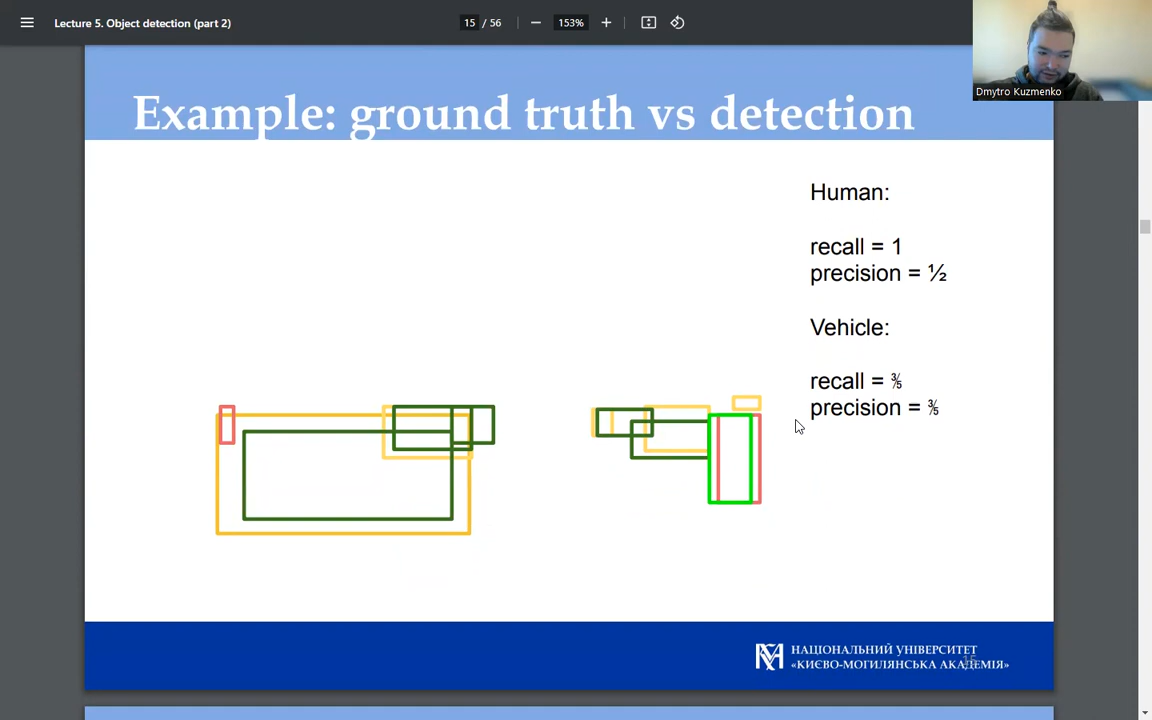 Lecture 5. Object detection (part 2)
15 / 56
153%
Dmytro Kuzmenko
Example: ground truth vs detection
Human:
recall = 1
precision = ½
Vehicle:
recall = ⅗
precision = ⅗
НАЦІОНАЛЬНИЙ УНІВЕРСИТЕТ
«КИЄВО-МОГИЛЯНСЬКА АКАДЕМІЯ»
15